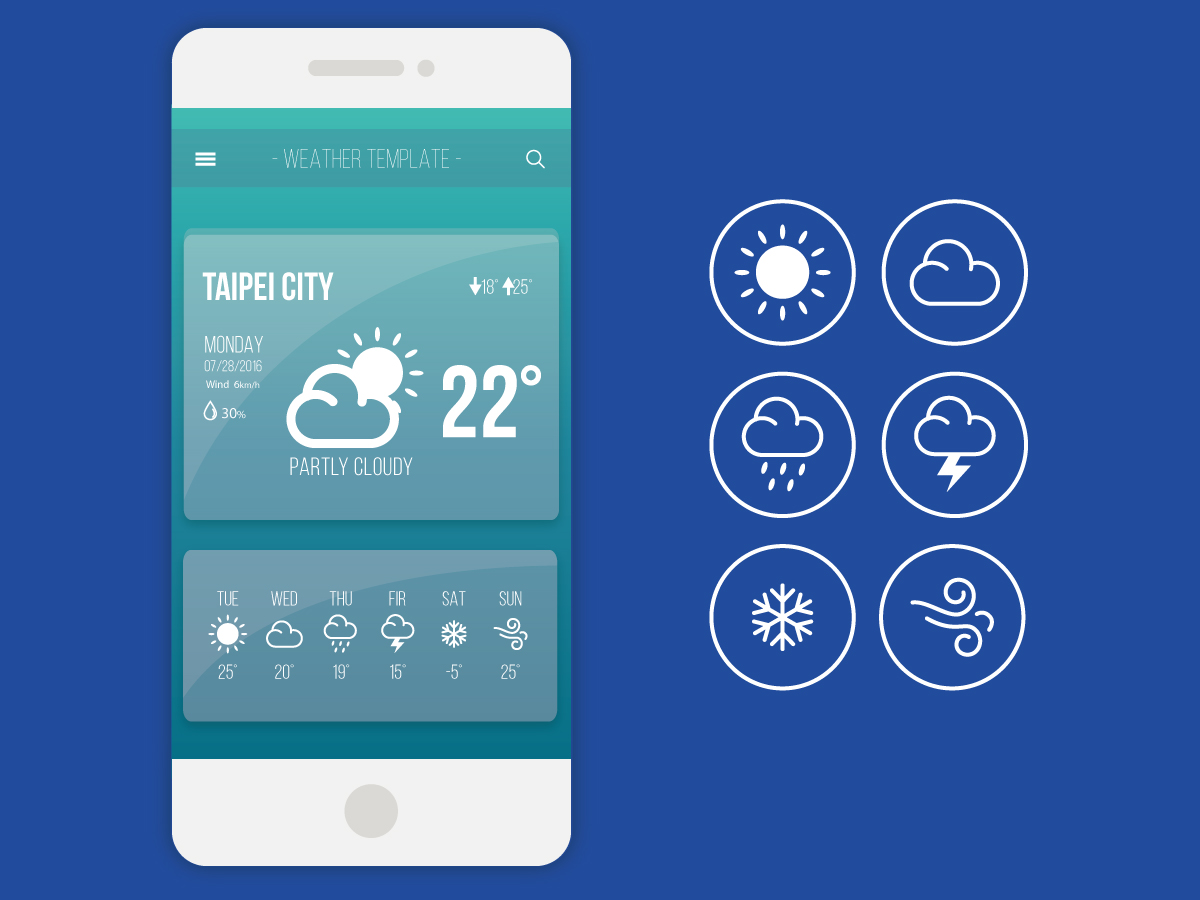 - WEATHER TEMPLATE -
TAIPEI CITY
18° 25°
MONDAY
07/28/2016
Wind 6km/h
30%
22°
PARTLY CLOUDY
TUE WED THU FIR SAT SUN
25° 20° 19° 15° -5° 25°